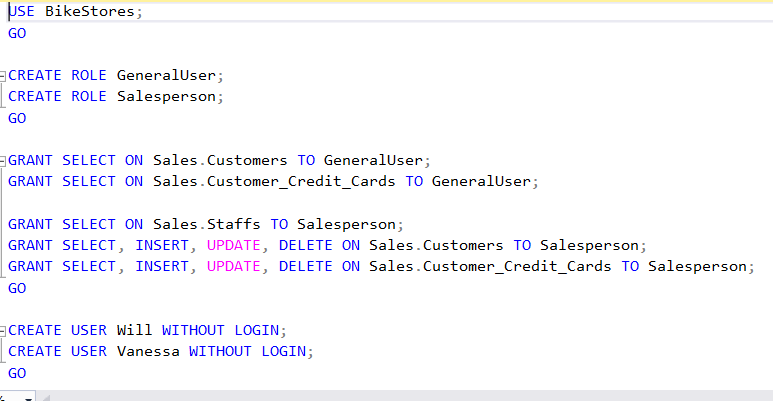 USE BikeStores;
GO
CREATE ROLE GeneralUser;
CREATE ROLE Salesperson;
GO
GRANT SELECT ON Sales.Customers TO GeneralUser;
GRANT SELECT ON Sales.Customer_Credit_Cards TO GeneralUser;
GRANT SELECT ON Sales.Staffs TO Salesperson;
GRANT SELECT, INSERT, UPDATE, DELETE ON Sales.Customers TO Salesperson;
GRANT SELECT, INSERT, UPDATE, DELETE ON Sales.Customer_Credit_Cards TO Salesperson;
GO
CREATE USER Will WITHOUT LOGIN;
CREATE USER Vanessa WITHOUT LOGIN;
GO